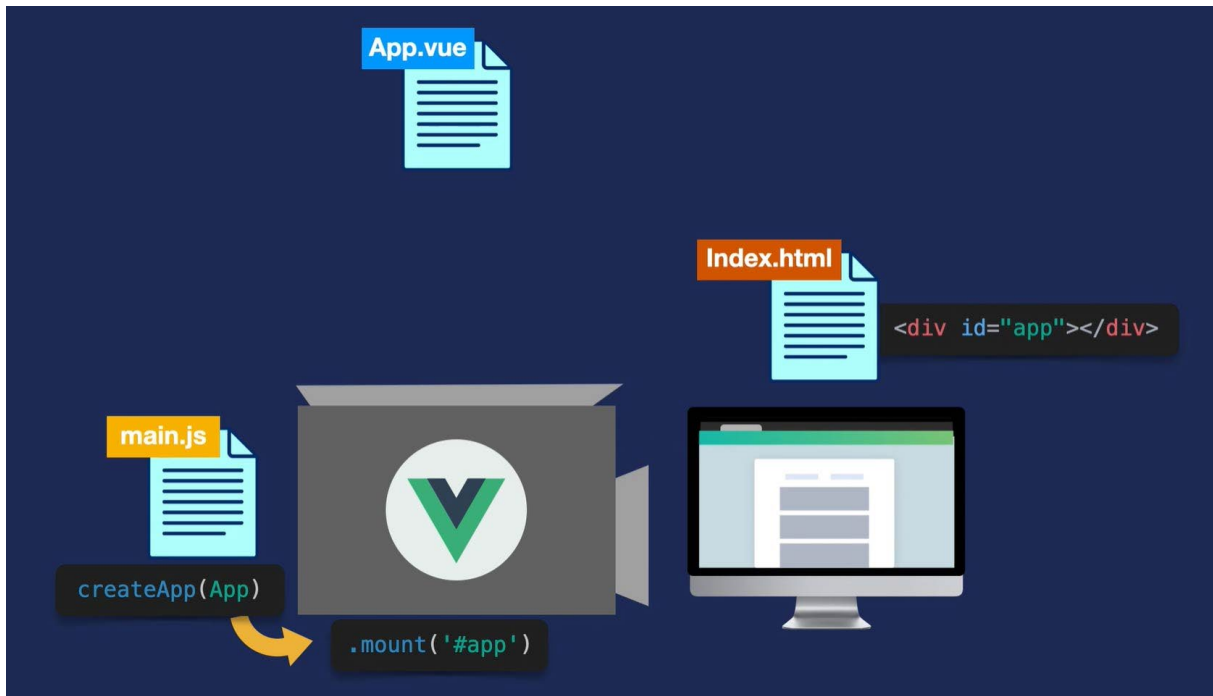 App.vue
Index.html
<div id="app"></div>
main.js
createApp(App)
.mount('#app')